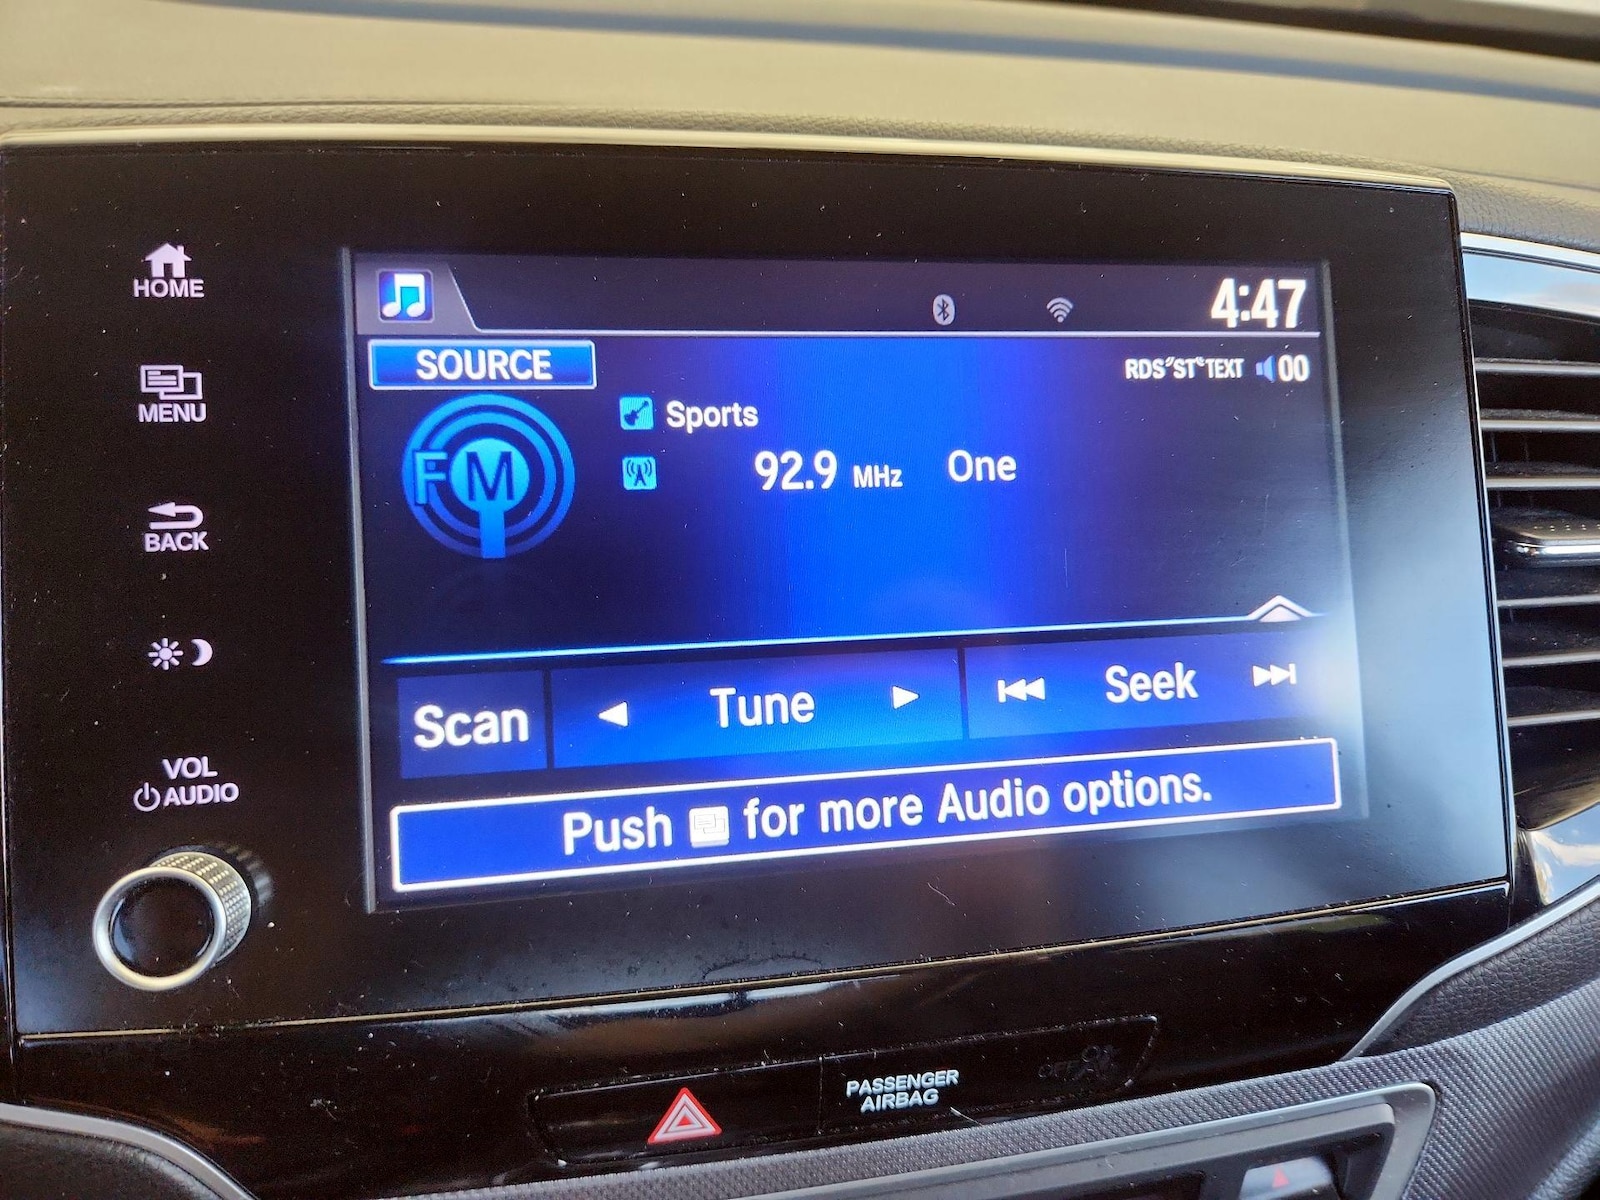 HOME
MENU
BACK
VOL
AUDIO
4:47
SOURCE
RDS ST TEXT 00
FM
Sports
92.9 MHz One
Scan Tune Seek
Push for more Audio options.
PASSENGER
AIRBAG